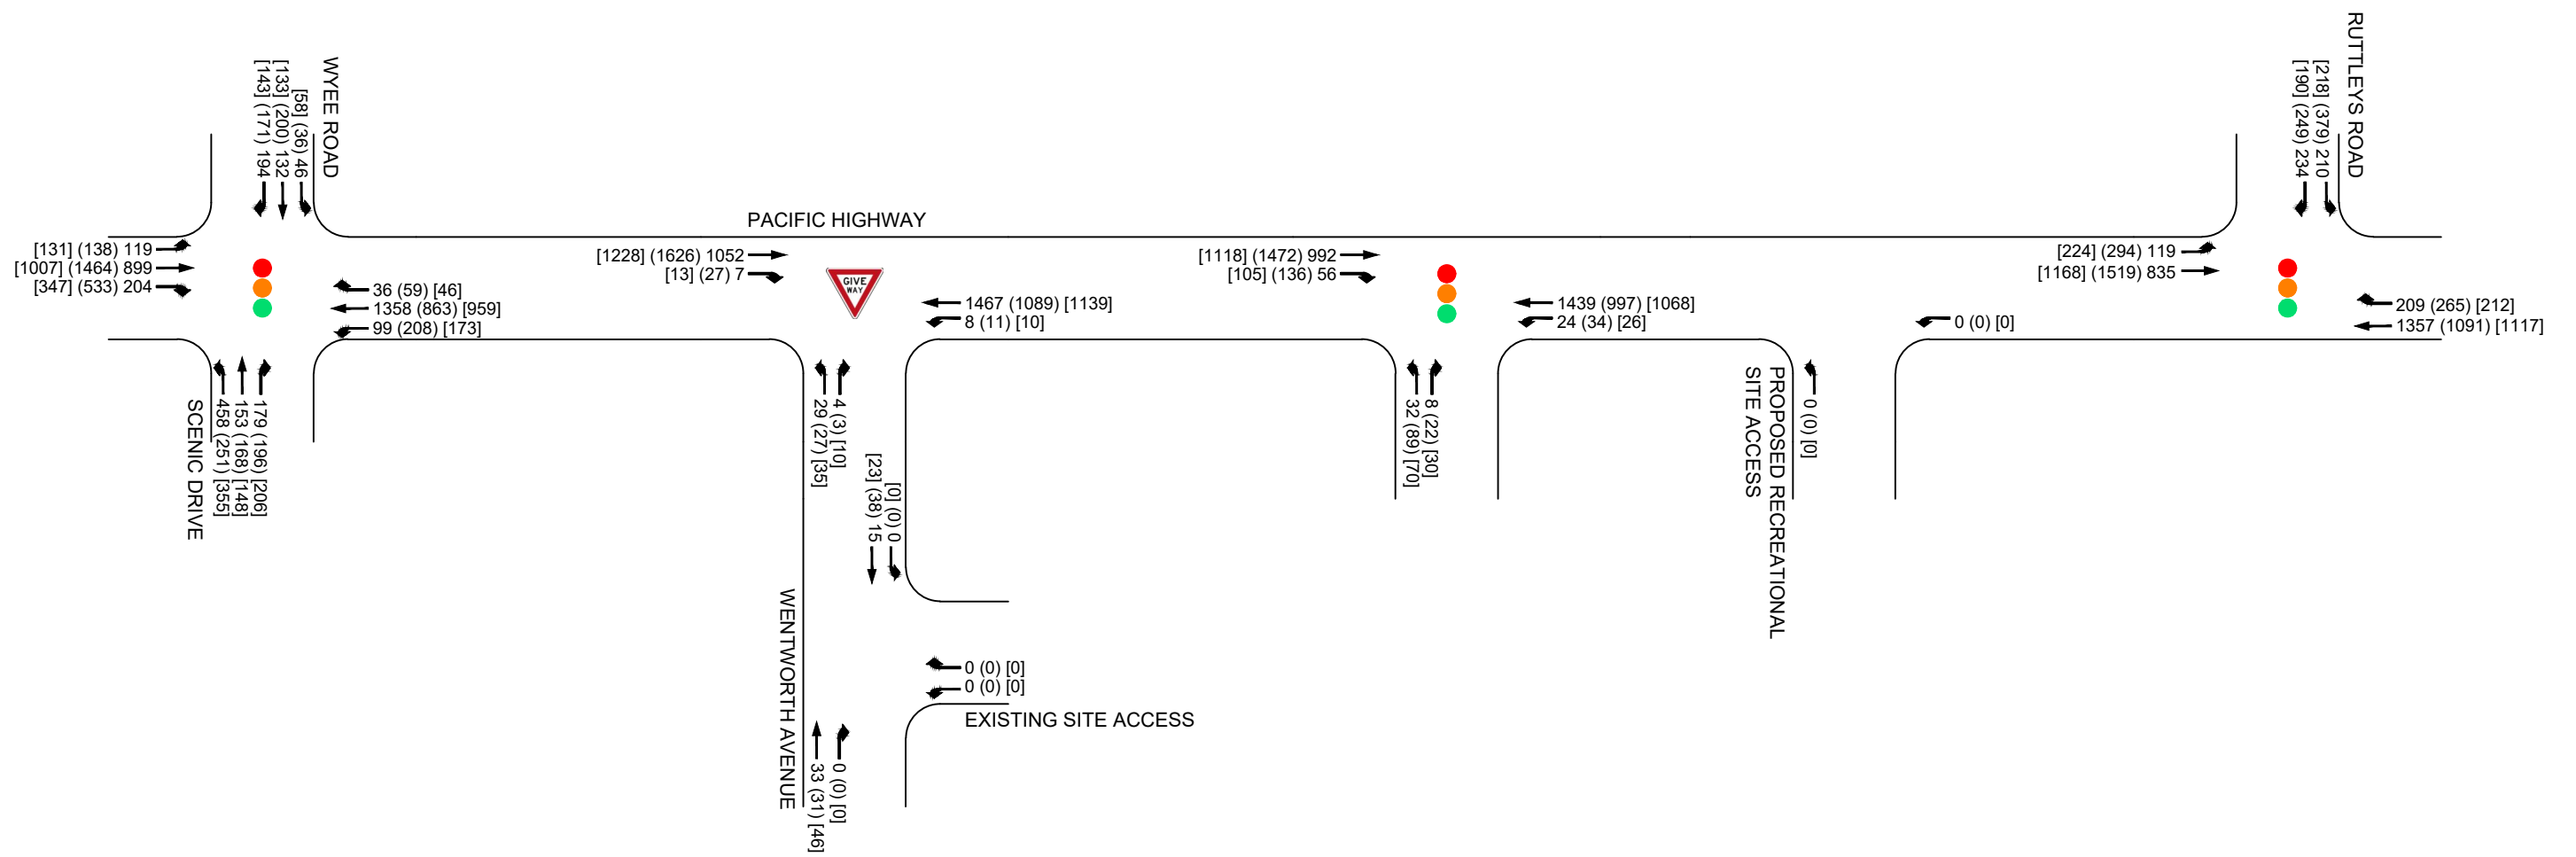 WYEE ROAD
[58] (36) 46
[133] (200) 132
[143] (171) 194
RUTTLEYS ROAD
[218] (379) 210
[190] (249) 234
PACIFIC HIGHWAY
[131] (138) 119
[1007] (1464) 899
[347] (533) 204
36 (59) [46]
1358 (863) [959]
99 (208) [173]
[1228] (1626) 1052
[13] (27) 7
GIVE
WAY
1467 (1089) [1139]
8 (11) [10]
[1118] (1472) 992
[105] (136) 56
1439 (997) [1068]
24 (34) [26]
0 (0) [0]
[224] (294) 119
[1168] (1519) 835
209 (265) [212]
1357 (1091) [1117]
SCENIC DRIVE
179 (196) [206]
153 (168) [148]
458 (251) [355]
4 (3) [10]
29 (27) [35]
[0] (0) 0
[23] (38) 15
8 (22) [30]
32 (89) [70]
PROPOSED RECREATIONAL
SITE ACCESS
0 (0) [0]
WENTWORTH AVENUE
0 (0) [0]
0 (0) [0]
EXISTING SITE ACCESS
0 (0) [0]
33 (31) [46]